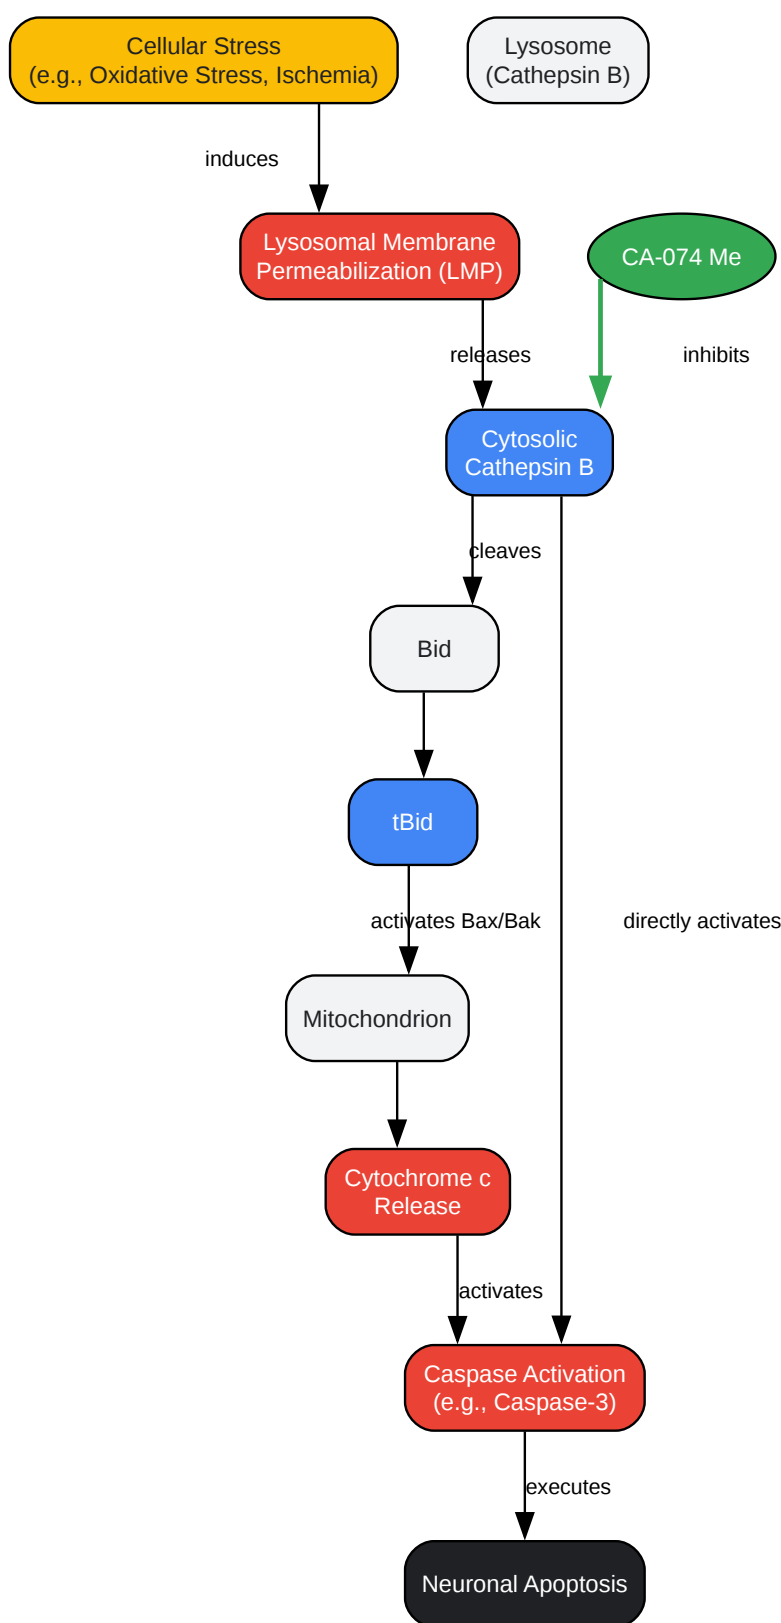 Cellular Stress
(e.g., Oxidative Stress, Ischemia)
Lysosome
(Cathepsin B)
induces
Lysosomal Membrane
Permeabilization (LMP)
CA-074 Me
releases
inhibits
Cytosolic
Cathepsin B
cleaves
Bid
tBid
activates Bax/Bak
directly activates
Mitochondrion
Cytochrome c
Release
activates
Caspase Activation
(e.g., Caspase-3)
executes
Neuronal Apoptosis